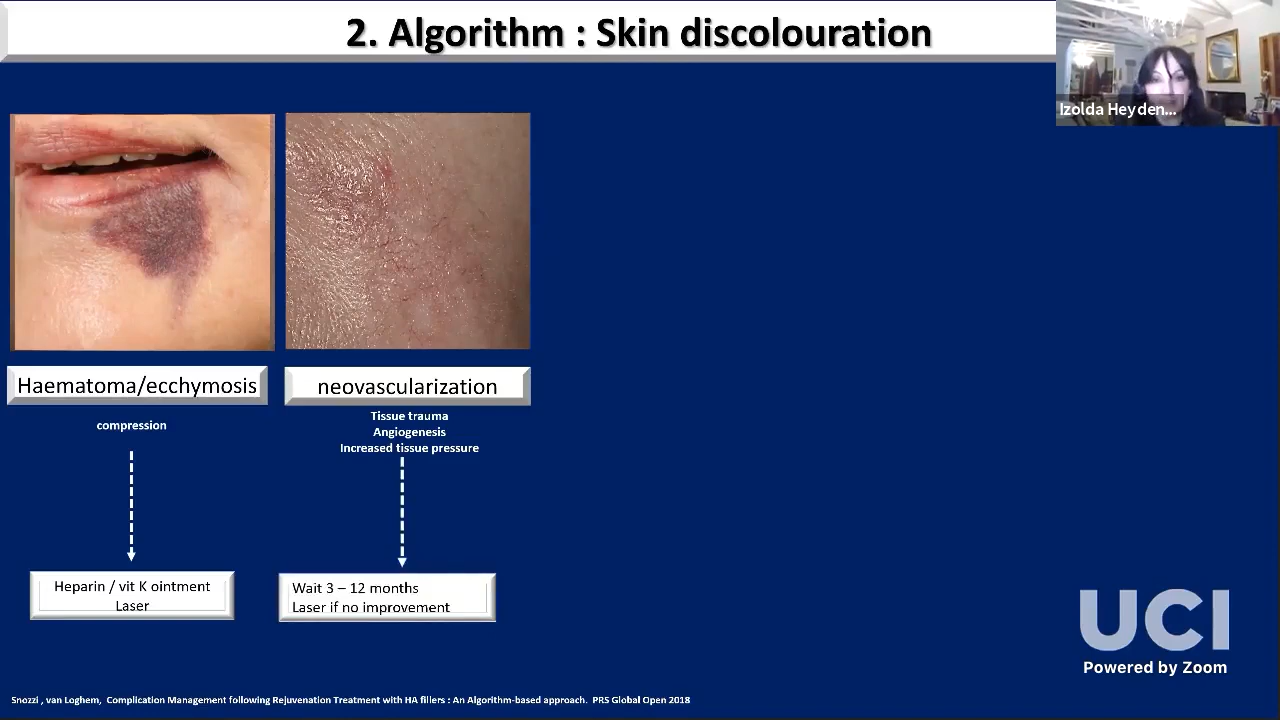 2. Algorithm : Skin discolouration
Izolda Heyden...
Haematoma/ecchymosis
neovascularization
compression
Tissue trauma
Angiogenesis
Increased tissue pressure
Heparin / vit K ointment
Laser
Wait 3 – 12 months
Laser if no improvement
UCI
Powered by Zoom
Snozzi , van Loghem, Complication Management following Rejuvenation Treatment with HA fillers : An Algorithm-based approach. PRS Global Open 2018